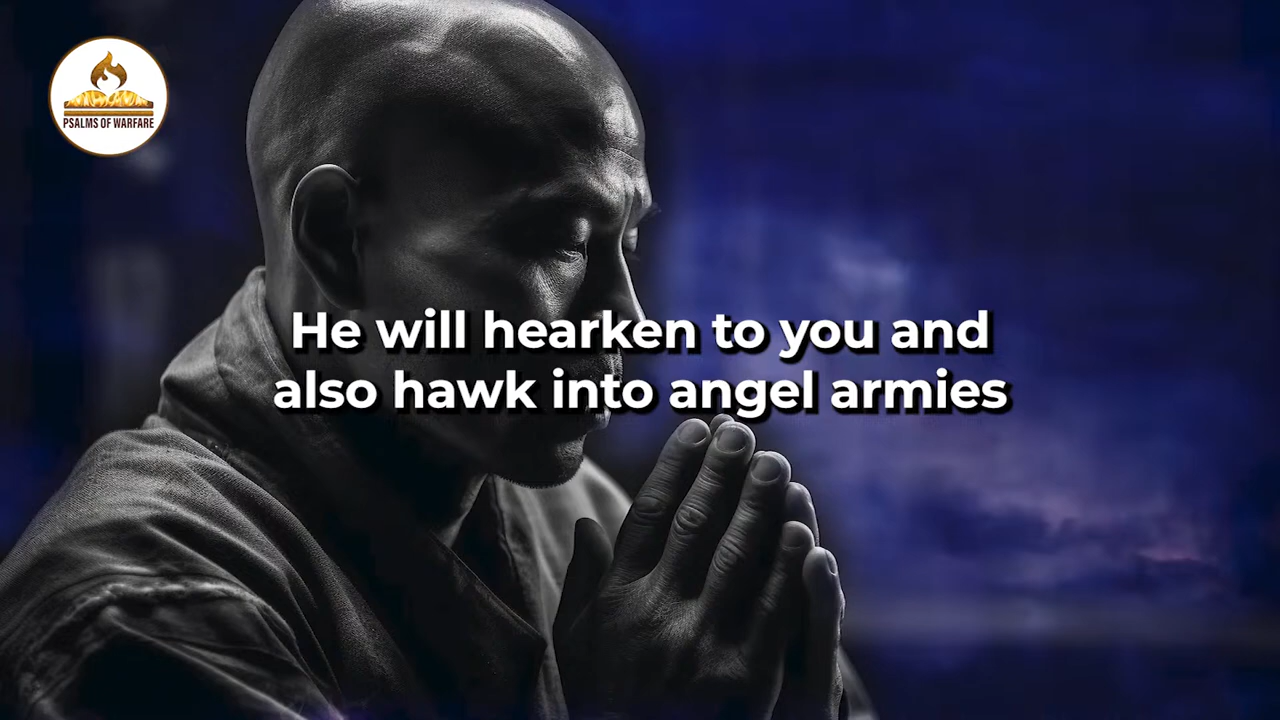 PSALMS OF WARFARE
He will hearken to you and
also hawk into angel armies